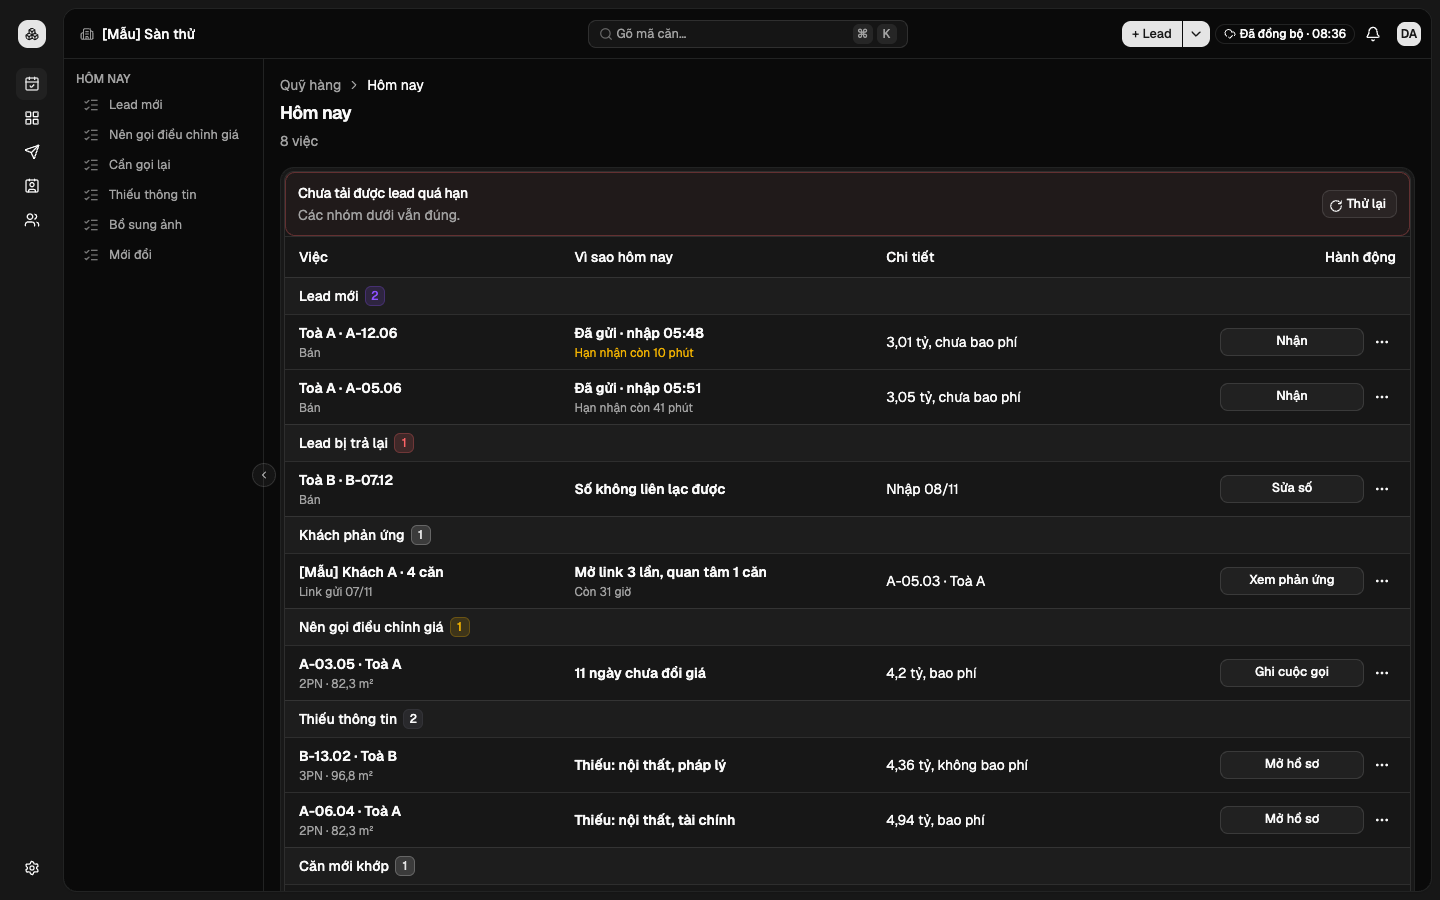 [Mẫu] Sàn thử
Gõ mã căn...
⌘ K
+ Lead
Đã đồng bộ · 08:36
DA
HÔM NAY
Lead mới
Nên gọi điều chỉnh giá
Cần gọi lại
Thiếu thông tin
Bổ sung ảnh
Mới đổi
Quỹ hàng > Hôm nay
Hôm nay
8 việc
Chưa tải được lead quá hạn
Các nhóm dưới vẫn đúng.
Thử lại
Việc Vì sao hôm nay Chi tiết Hành động
Lead mới 2
Toà A · A-12.06
Bán
Đã gửi · nhập 05:48
Hạn nhận còn 10 phút
3,01 tỷ, chưa bao phí
Nhận
Toà A · A-05.06
Bán
Đã gửi · nhập 05:51
Hạn nhận còn 41 phút
3,05 tỷ, chưa bao phí
Nhận
Lead bị trả lại 1
Toà B · B-07.12
Bán
Số không liên lạc được
Nhập 08/11
Sửa số
Khách phản ứng 1
[Mẫu] Khách A · 4 căn
Link gửi 07/11
Mở link 3 lần, quan tâm 1 căn
Còn 31 giờ
A-05.03 · Toà A
Xem phản ứng
Nên gọi điều chỉnh giá 1
A-03.05 · Toà A
2PN · 82,3 m²
11 ngày chưa đổi giá
4,2 tỷ, bao phí
Ghi cuộc gọi
Thiếu thông tin 2
B-13.02 · Toà B
3PN · 96,8 m²
Thiếu: nội thất, pháp lý
4,36 tỷ, không bao phí
Mở hồ sơ
A-06.04 · Toà A
2PN · 82,3 m²
Thiếu: nội thất, tài chính
4,94 tỷ, bao phí
Mở hồ sơ
Căn mới khớp 1